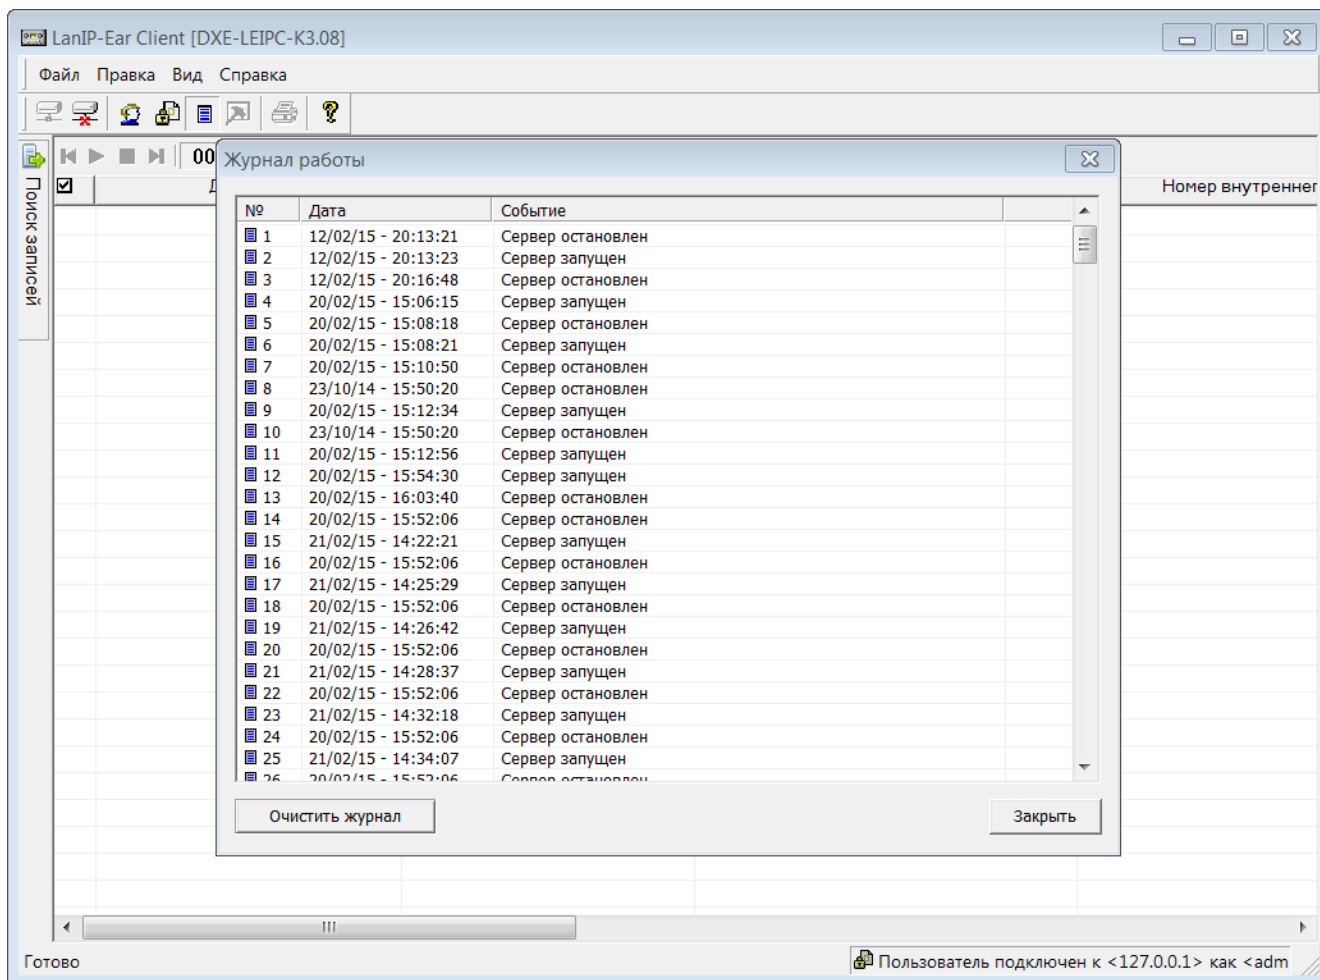 LanIP-Ear Client [DXE-LEIPC-K3.08]
Файл Правка Вид Справка
00
Журнал работы
Поиск записей
Номер внутреннег
№ Дата Событие
1 12/02/15 - 20:13:21 Сервер остановлен
2 12/02/15 - 20:13:23 Сервер запущен
3 12/02/15 - 20:16:48 Сервер остановлен
4 20/02/15 - 15:06:15 Сервер запущен
5 20/02/15 - 15:08:18 Сервер остановлен
6 20/02/15 - 15:08:21 Сервер запущен
7 20/02/15 - 15:10:50 Сервер остановлен
8 23/10/14 - 15:50:20 Сервер остановлен
9 20/02/15 - 15:12:34 Сервер запущен
10 23/10/14 - 15:50:20 Сервер остановлен
11 20/02/15 - 15:12:56 Сервер запущен
12 20/02/15 - 15:54:30 Сервер запущен
13 20/02/15 - 16:03:40 Сервер остановлен
14 20/02/15 - 15:52:06 Сервер остановлен
15 21/02/15 - 14:22:21 Сервер запущен
16 20/02/15 - 15:52:06 Сервер остановлен
17 21/02/15 - 14:25:29 Сервер запущен
18 20/02/15 - 15:52:06 Сервер остановлен
19 21/02/15 - 14:26:42 Сервер запущен
20 20/02/15 - 15:52:06 Сервер остановлен
21 21/02/15 - 14:28:37 Сервер запущен
22 20/02/15 - 15:52:06 Сервер остановлен
23 21/02/15 - 14:32:18 Сервер запущен
24 20/02/15 - 15:52:06 Сервер остановлен
25 21/02/15 - 14:34:07 Сервер запущен
26 20/02/15 - 15:52:06 Сервер остановлен
Очистить журнал Закрыть
Готово Пользователь подключен к <127.0.0.1> как <adm